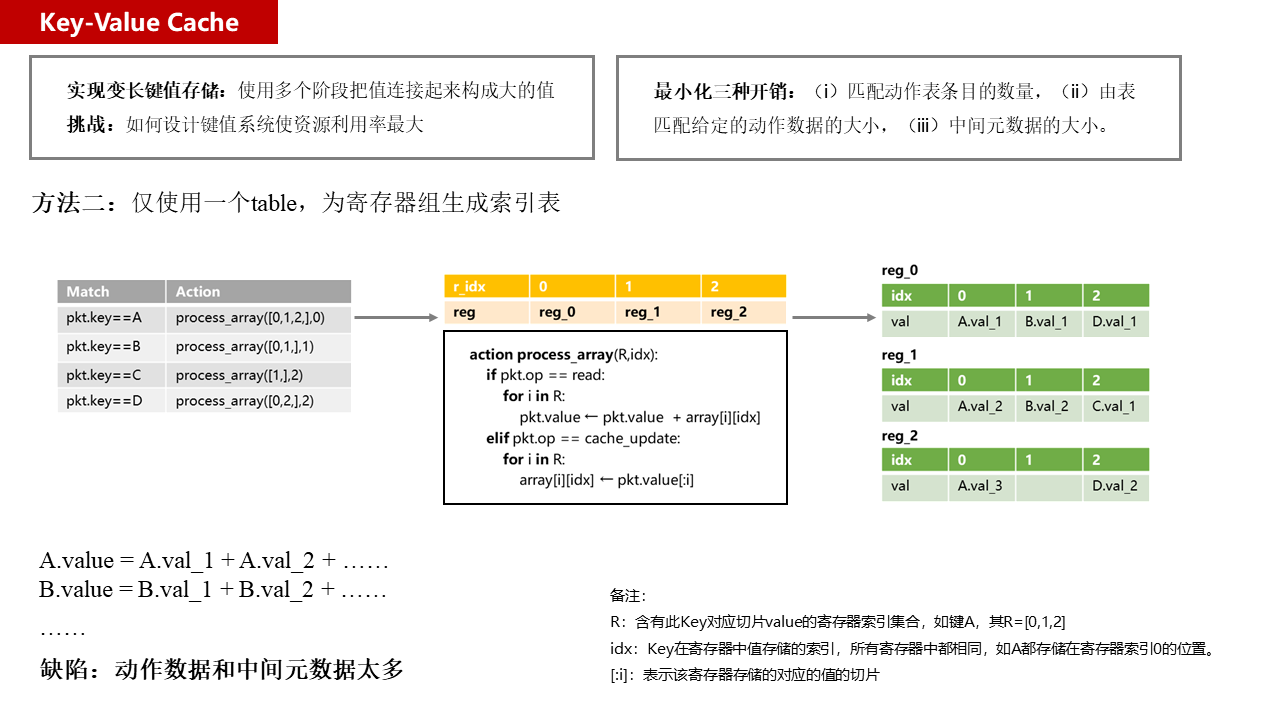 Key-Value Cache
实现变长键值存储：使用多个阶段把值连接起来构成大的值
挑战：如何设计键值系统使资源利用率最大
最小化三种开销：（i）匹配动作表条目的数量，（ii）由表
匹配给定的动作数据的大小，（iii）中间元数据的大小。
方法二：仅使用一个table，为寄存器组生成索引表
Match Action
pkt.key==A process_array([0,1,2,],0)
pkt.key==B process_array([0,1,],1)
pkt.key==C process_array([1,],2)
pkt.key==D process_array([0,2,],2)
r_idx 0 1 2
reg reg_0 reg_1 reg_2
action process_array(R,idx):
if pkt.op == read:
for i in R:
pkt.value ← pkt.value + array[i][idx]
elif pkt.op == cache_update:
for i in R:
array[i][idx] ← pkt.value[:i]
reg_0
idx 0 1 2
val A.val_1 B.val_1 D.val_1
reg_1
idx 0 1 2
val A.val_2 B.val_2 C.val_1
reg_2
idx 0 1 2
val A.val_3 D.val_2
A.value = A.val_1 + A.val_2 + ……
B.value = B.val_1 + B.val_2 + ……
……
缺陷：动作数据和中间元数据太多
备注：
R：含有此Key对应切片value的寄存器索引集合，如键A，其R=[0,1,2]
idx：Key在寄存器中值存储的索引，所有寄存器中都相同，如A都存储在寄存器索引0的位置。
[:i]：表示该寄存器存储的对应的值的切片